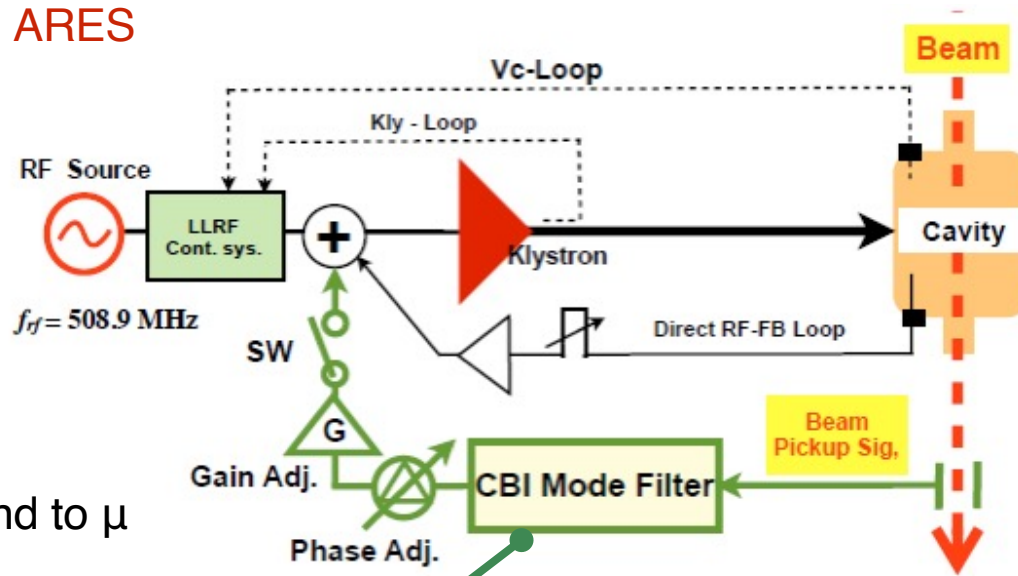 ARES
Beam
Vc-Loop
Kly - Loop
RF Source
LLRF
Cont. sys.
+
Klystron
Cavity
frf = 508.9 MHz
Direct RF-FB Loop
SW
Beam
Pickup Sig,
G
Gain Adj.
CBI Mode Filter
nd to μ
Phase Adj.